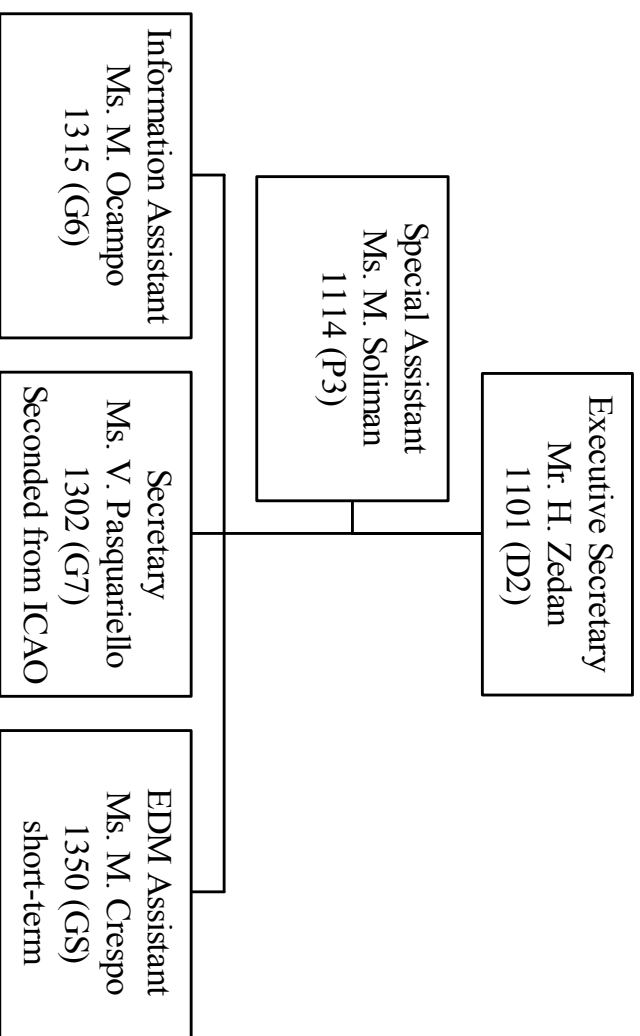 Executive Secretary
Mr. H. Zedan
1101 (D2)
Special Assistant
Ms. M. Soliman
1114 (P3)
Information Assistant
Ms. M. Ocampo
1315 (G6)
Secretary
Ms. V. Pasquariello
1302 (G7)
Seconded from ICAO
EDM Assistant
Ms. M. Crespo
1350 (GS)
short-term